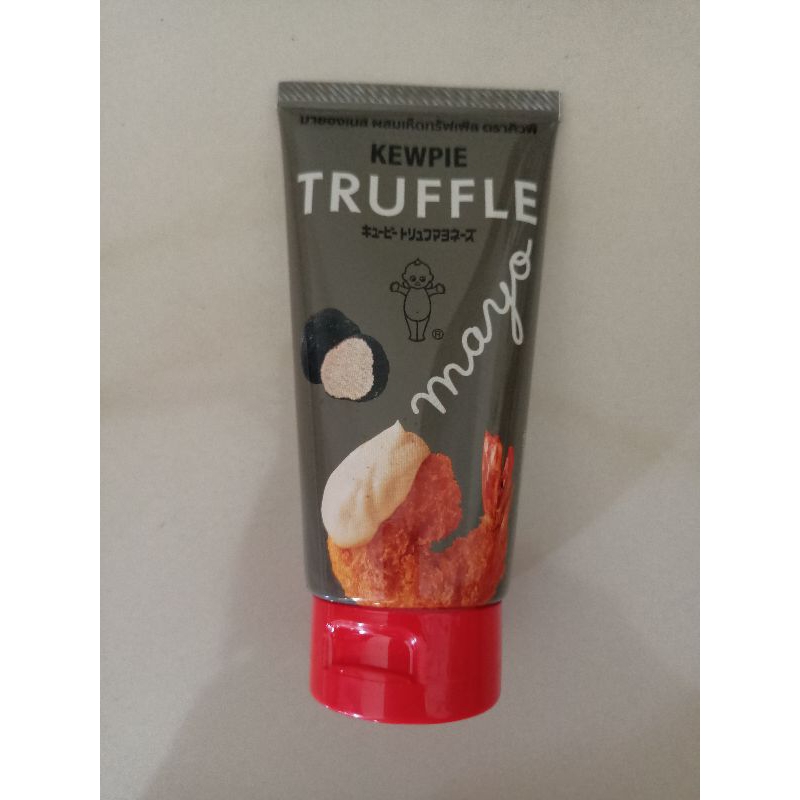 มายองเนส ผสมเห็ดทรัฟเฟิล ตราคิวพี
KEWPIE
TRUFFLE
キューピー トリュフマヨネーズ
mayo
®